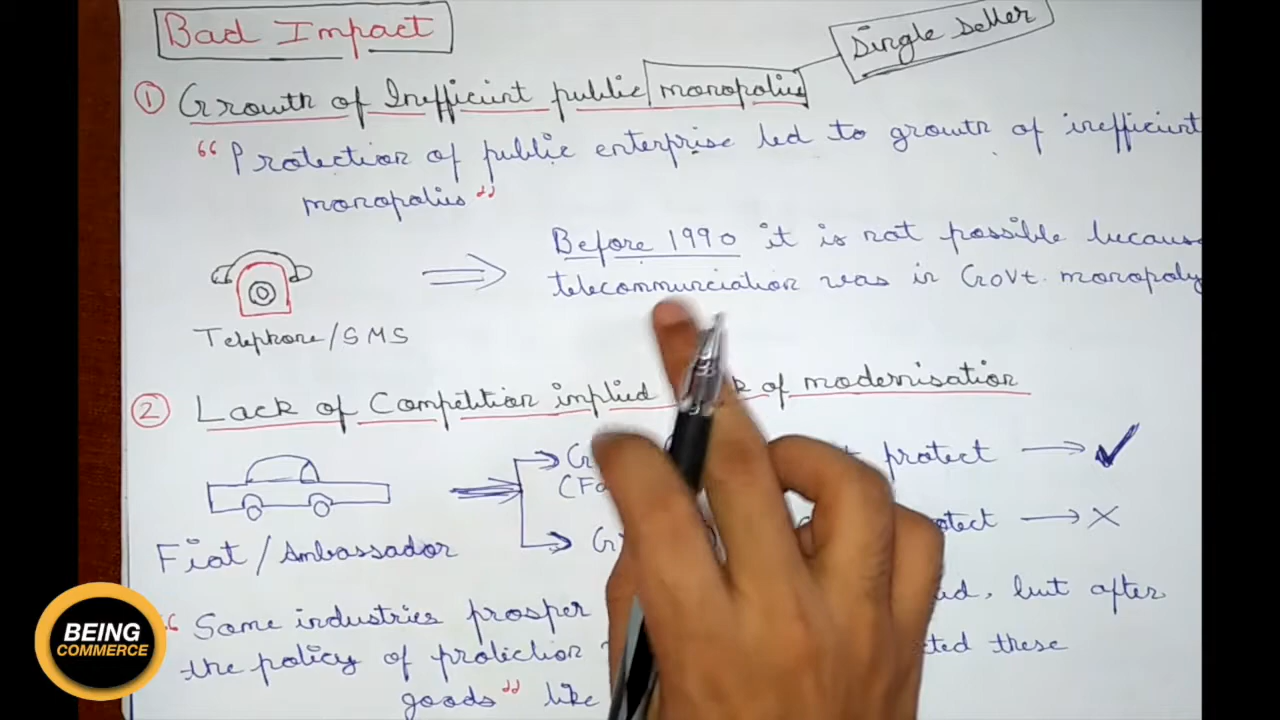 Bad Impact
Single Seller
① Growth of Inefficient public monopolies
“Protection of public enterprise led to growth of inefficient
monopolies”
Before 1990 it is not possible because
telecommunciation was in Govt. monopoly
Telephone/SMS
② Lack of Competition implied of modernisation
protect → ✓
Fiat/Ambassador
→ ×
“Some industries prosper but after
the policy of protection these
goods” like
BEING
COMMERCE